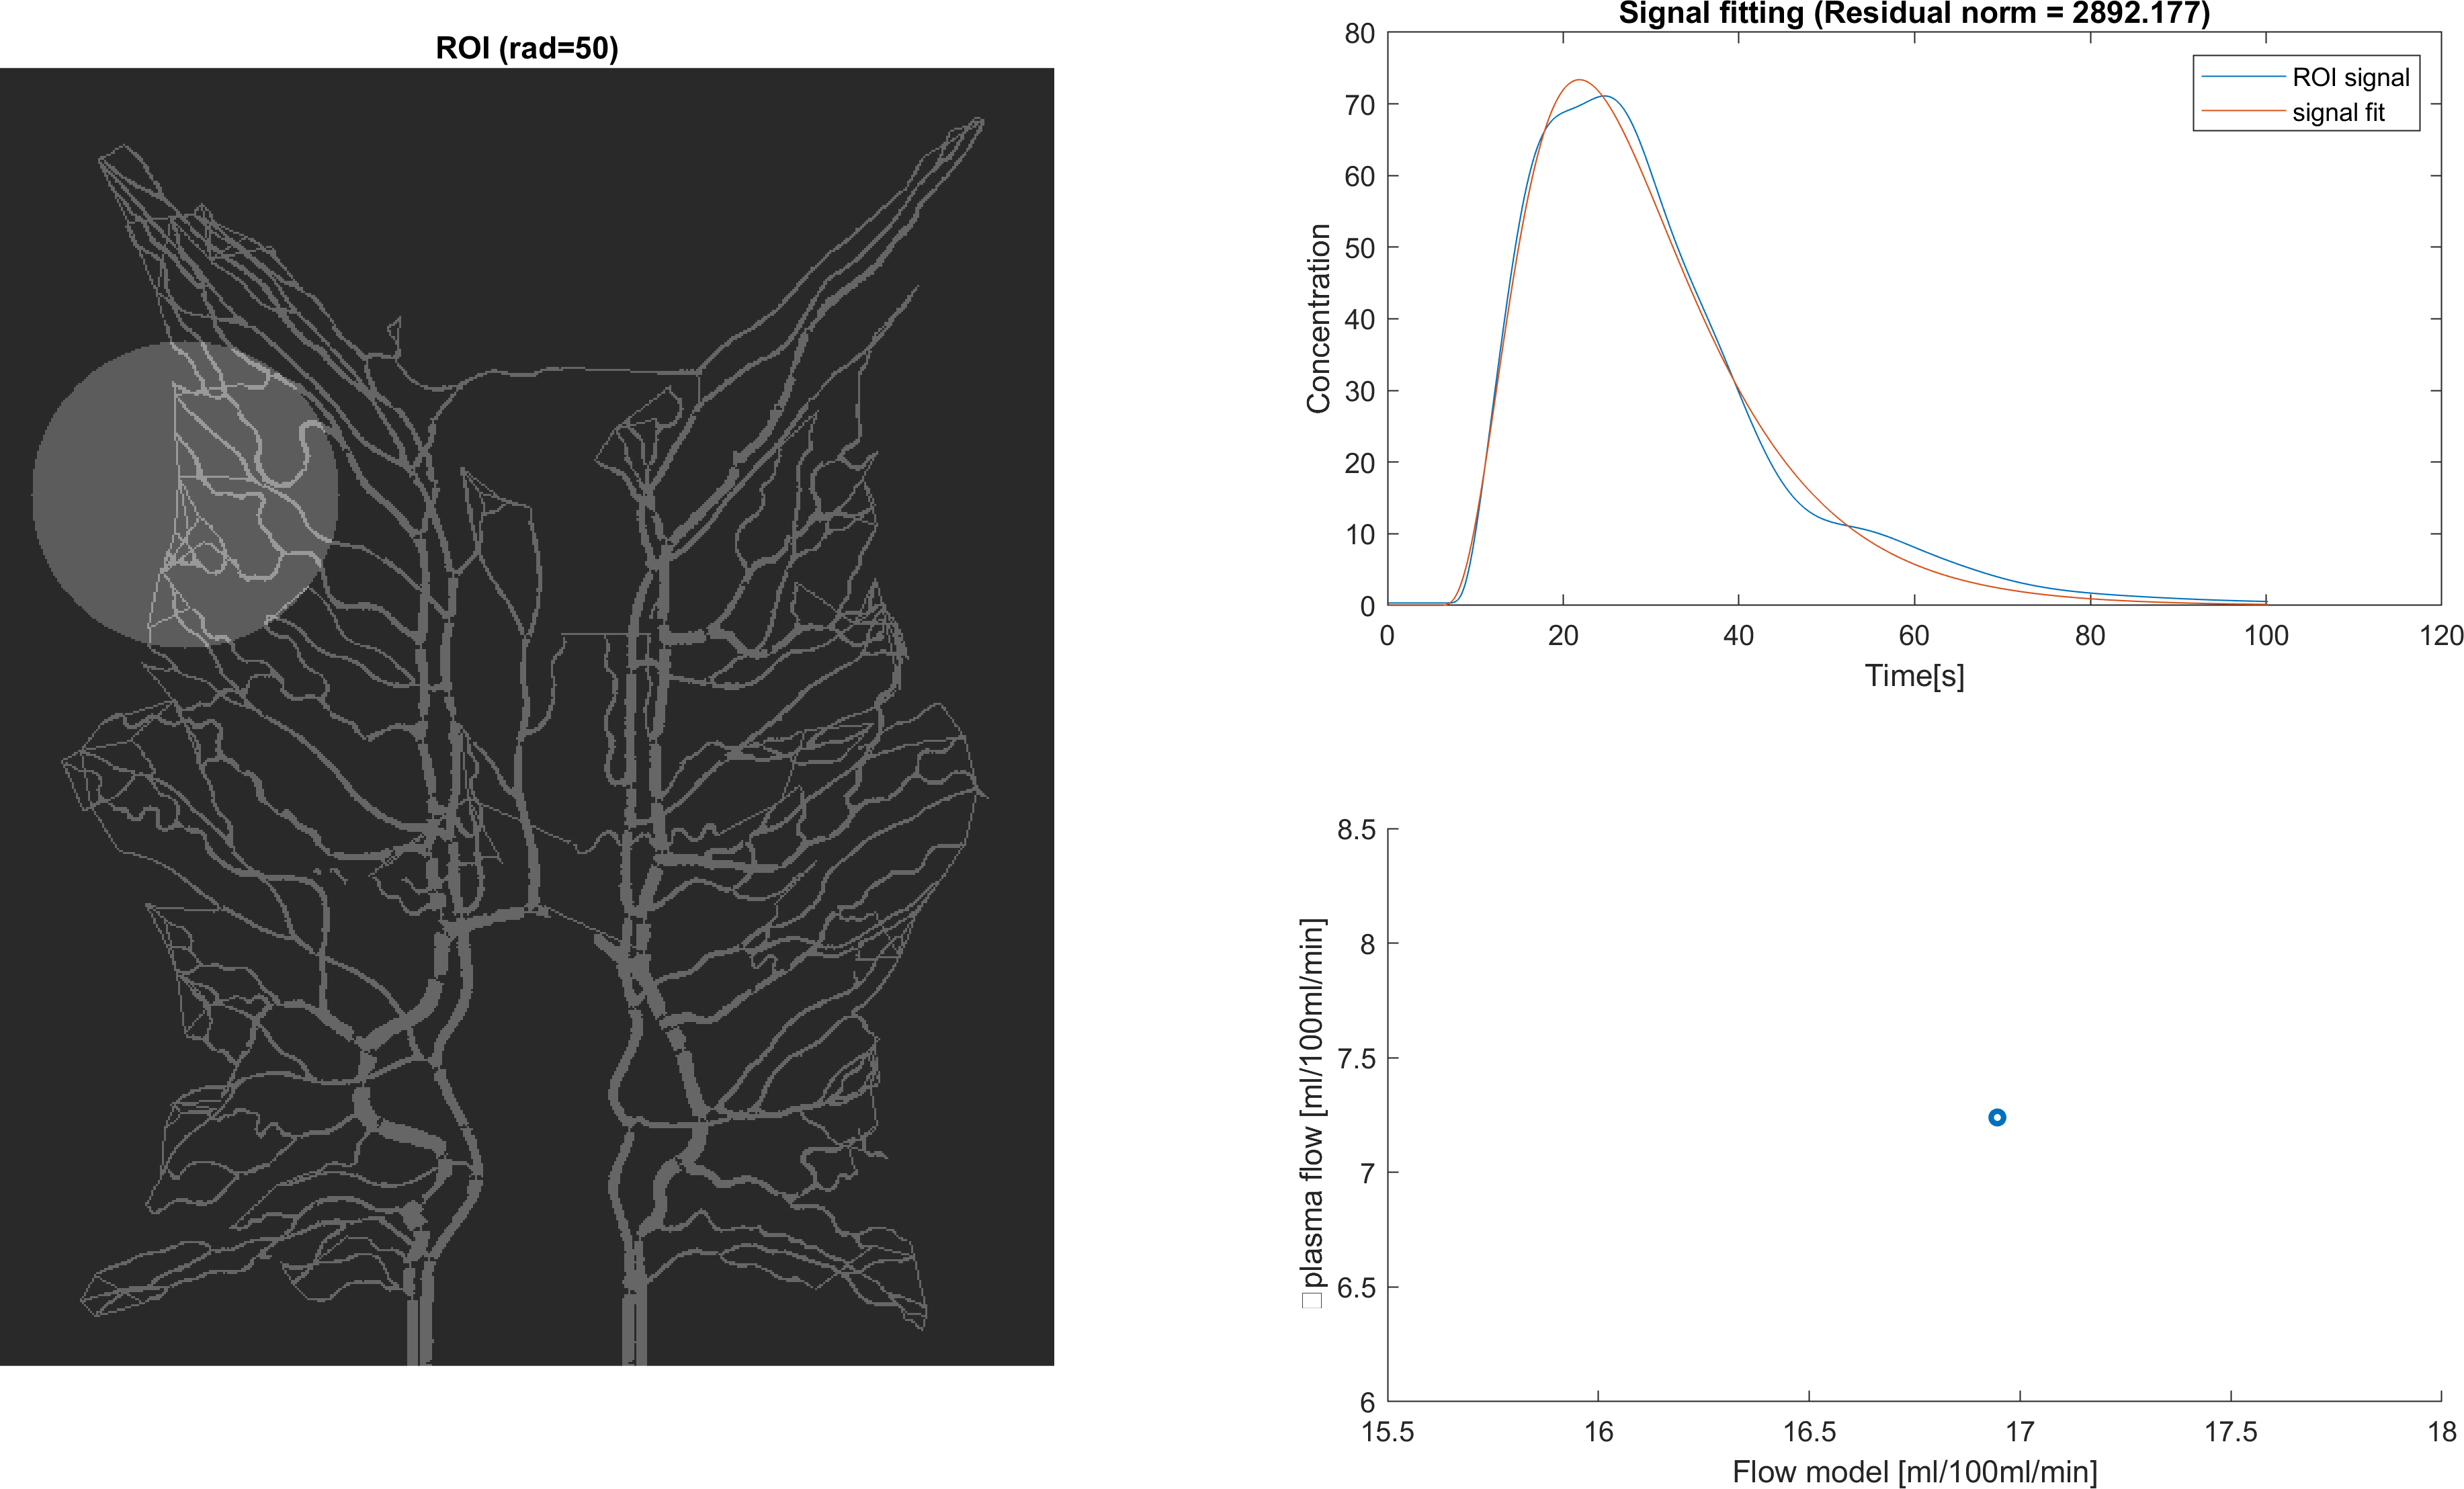 ROI (rad=50)
Signal fitting (Residual norm = 2892.177)
80
70
60
50
40
30
20
10
0
Concentration
ROI signal
signal fit
0 20 40 60 80 100 120
Time[s]
8.5
8
7.5
7
6.5
6
□ plasma flow [ml/100ml/min]
15.5 16 16.5 17 17.5 18
Flow model [ml/100ml/min]